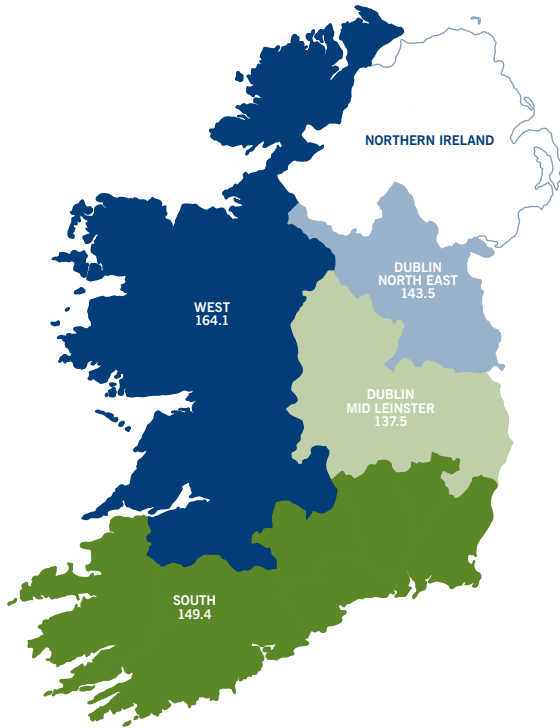 NORTHERN IRELAND
DUBLIN
NORTH EAST
143.5
WEST
164.1
DUBLIN
MID LEINSTER
137.5
SOUTH
149.4